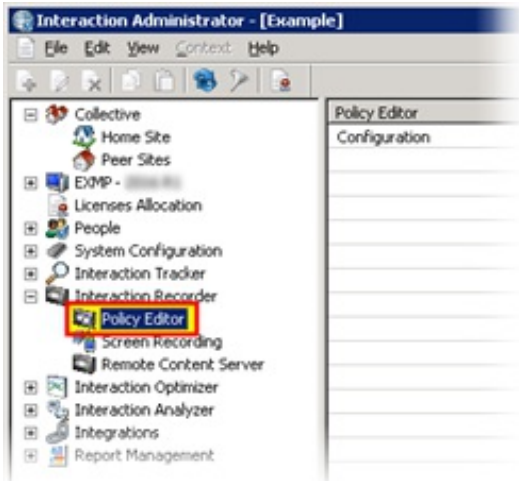 Interaction Administrator - [Example]
File Edit View Context Help
Collective
Home Site
Peer Sites
EXMP -
Licenses Allocation
People
System Configuration
Interaction Tracker
Interaction Recorder
Policy Editor
Screen Recording
Remote Content Server
Interaction Optimizer
Interaction Analyzer
Integrations
Report Management
Policy Editor
Configuration